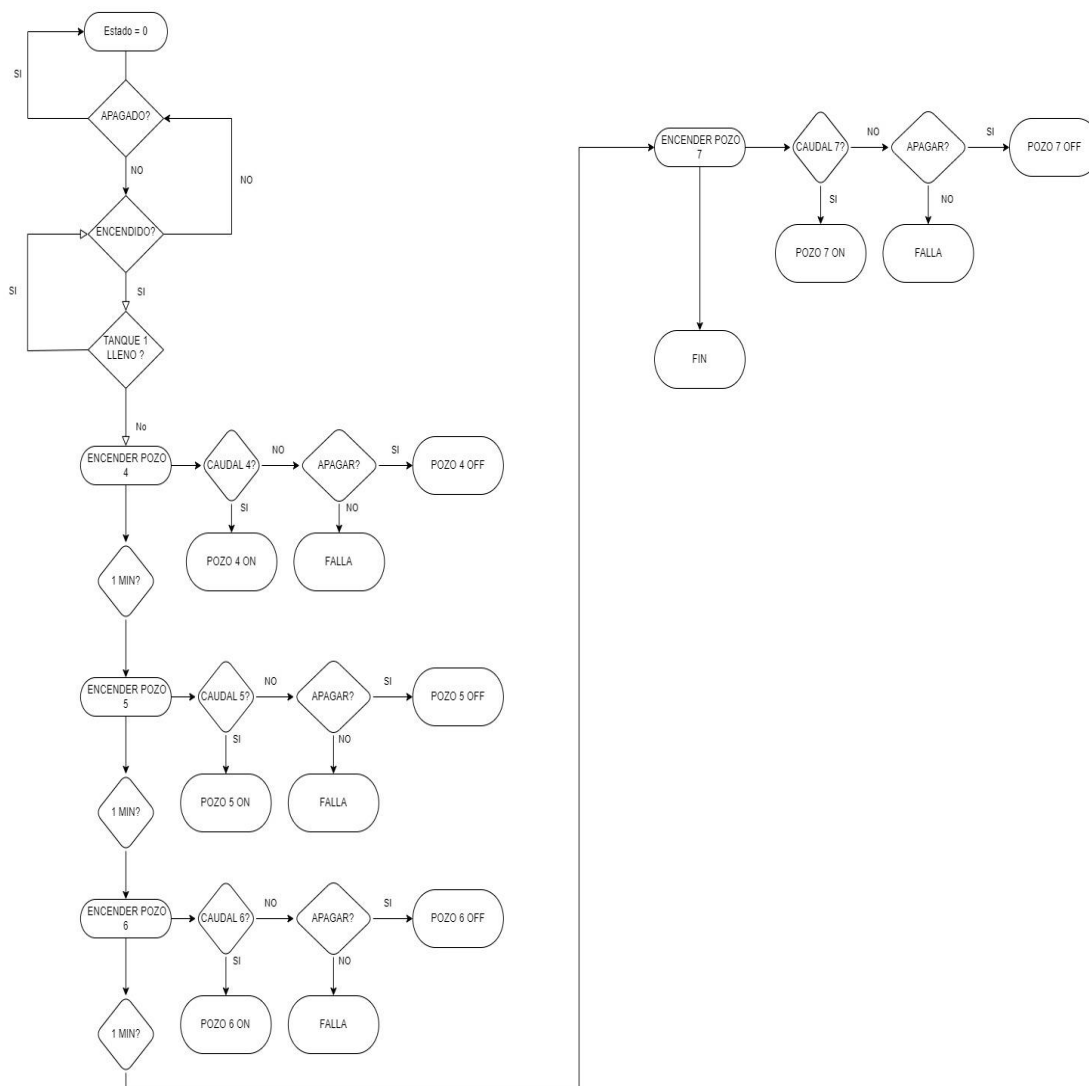 Estado = 0
SI
APAGADO?
NO
NO
ENCENDIDO?
SI
SI
TANQUE 1
LLENO ?
No
ENCENDER POZO
4
CAUDAL 4?
NO
APAGAR?
SI
POZO 4 OFF
SI
NO
POZO 4 ON
FALLA
1 MIN?
ENCENDER POZO
5
CAUDAL 5?
NO
APAGAR?
SI
POZO 5 OFF
SI
NO
POZO 5 ON
FALLA
1 MIN?
ENCENDER POZO
6
CAUDAL 6?
NO
APAGAR?
SI
POZO 6 OFF
SI
NO
POZO 6 ON
FALLA
1 MIN?
ENCENDER POZO
7
CAUDAL 7?
NO
APAGAR?
SI
POZO 7 OFF
SI
NO
POZO 7 ON
FALLA
FIN